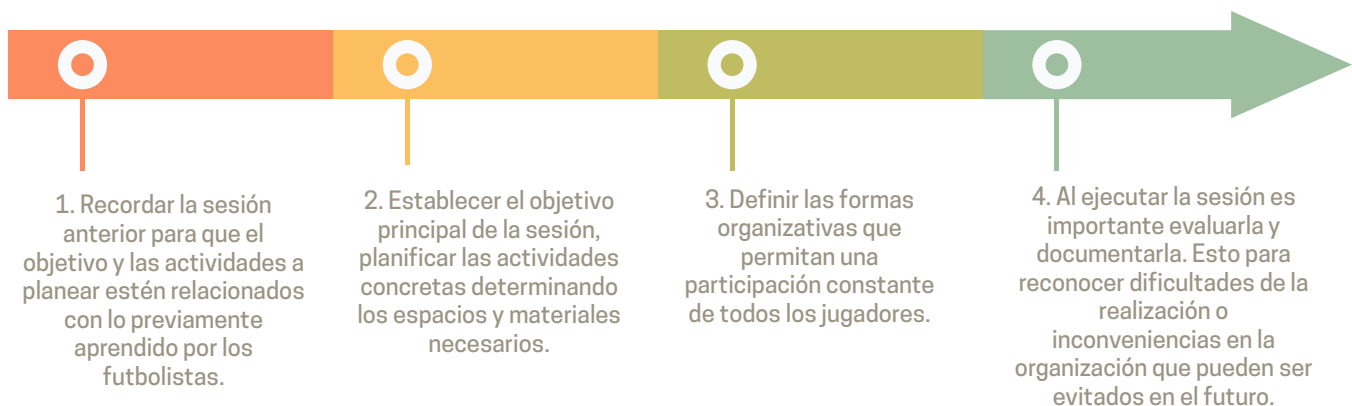 1. Recordar la sesión
anterior para que el
objetivo y las actividades a
planear estén relacionados
con lo previamente
aprendido por los
futbolistas.
2. Establecer el objetivo
principal de la sesión,
planificar las actividades
concretas determinando
los espacios y materiales
necesarios.
3. Definir las formas
organizativas que
permitan una
participación constante
de todos los jugadores.
4. Al ejecutar la sesión es
importante evaluarla y
documentarla. Esto para
reconocer dificultades de la
realización o
inconveniencias en la
organización que pueden ser
evitados en el futuro.